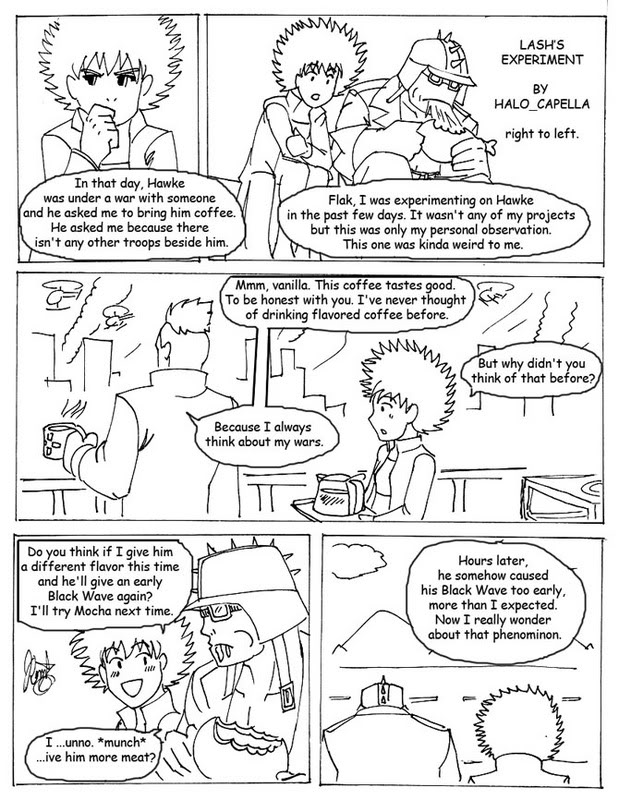 LASH'S
EXPERIMENT
BY
HALO_CAPELLA
right to left.
Flak, I was experimenting on Hawke
in the past few days. It wasn't any of my projects
but this was only my personal observation.
This one was kinda weird to me.
In that day, Hawke
was under a war with someone
and he asked me to bring him coffee.
He asked me because there
isn't any other troops beside him.
Mmm, vanilla. This coffee tastes good.
To be honest with you. I've never thought
of drinking flavored coffee before.
But why didn't you
think of that before?
Because I always
think about my wars.
Hours later,
he somehow caused
his Black Wave too early,
more than I expected.
Now I really wonder
about that phenominon.
Do you think if I give him
a different flavor this time
and he'll give an early
Black Wave again?
I'll try Mocha next time.
I ...unno. *munch*
...ive him more meat?